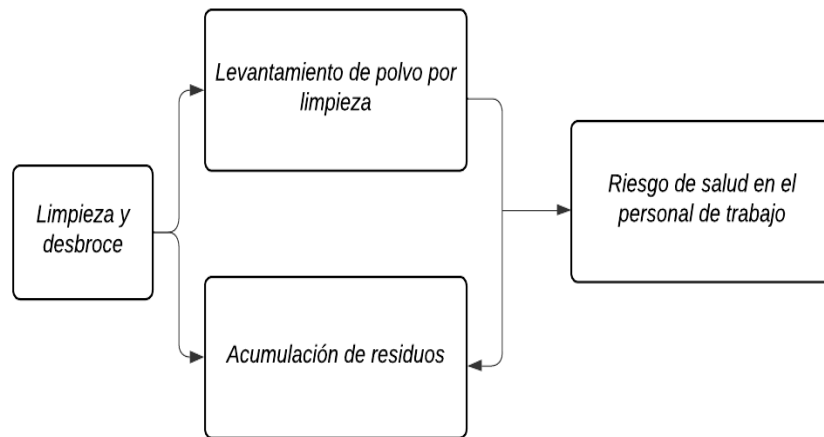 Levantamiento de polvo por
limpieza
Limpieza y
desbroce
Riesgo de salud en el
personal de trabajo
Acumulación de residuos